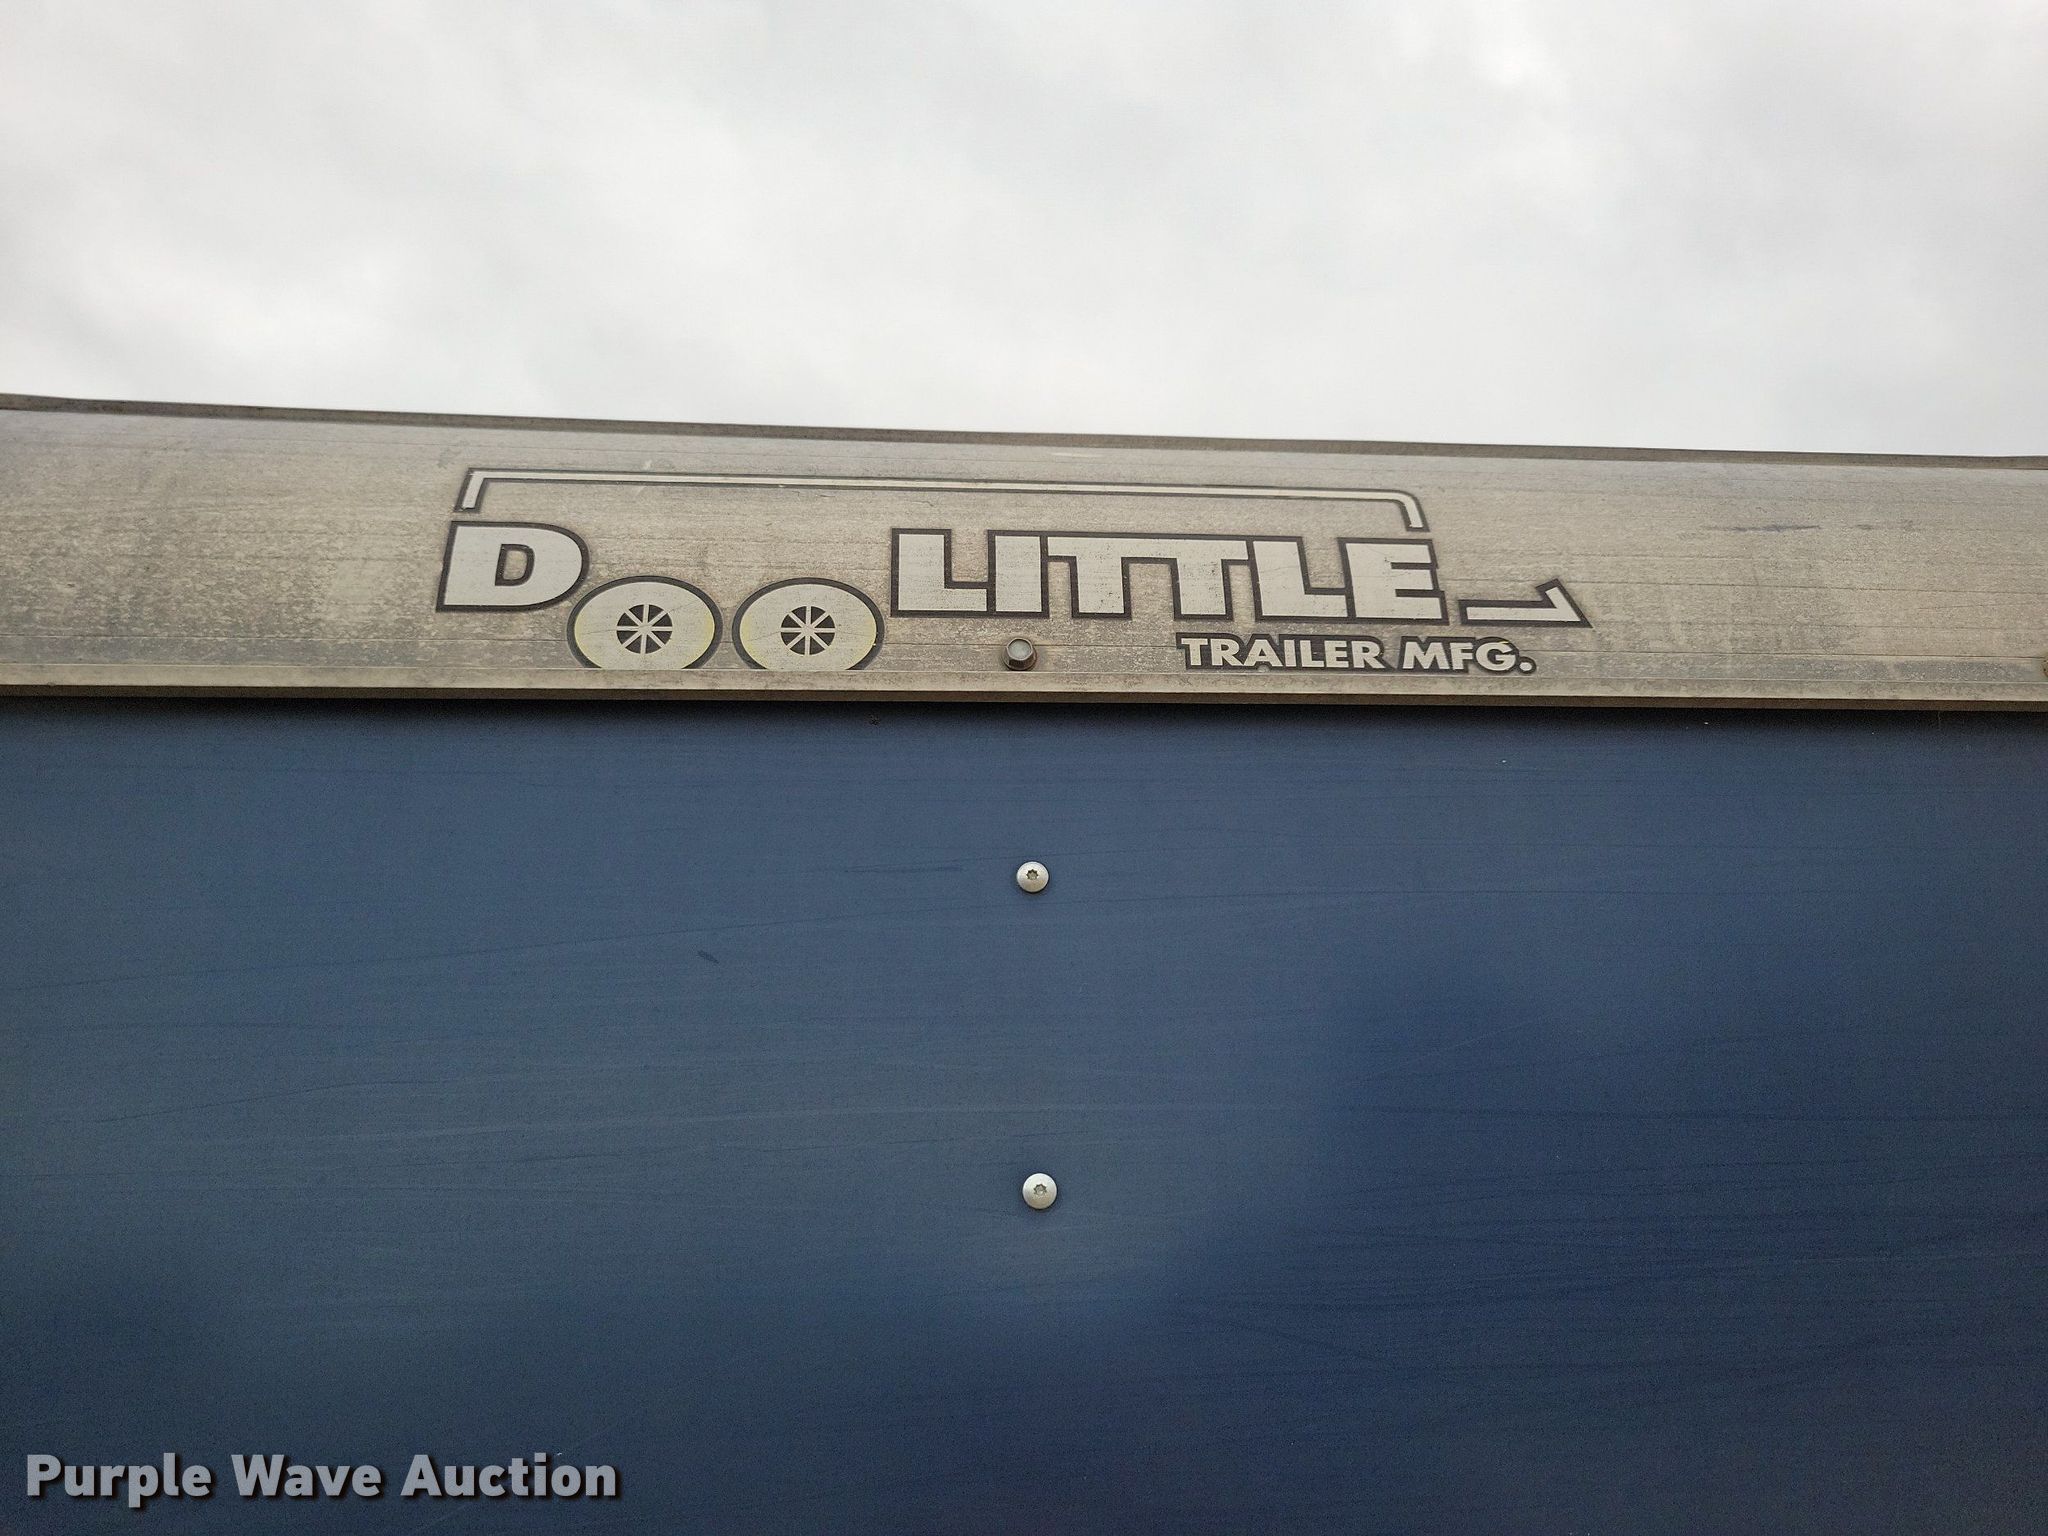 DOOLITTLE
TRAILER MFG.
Purple Wave Auction